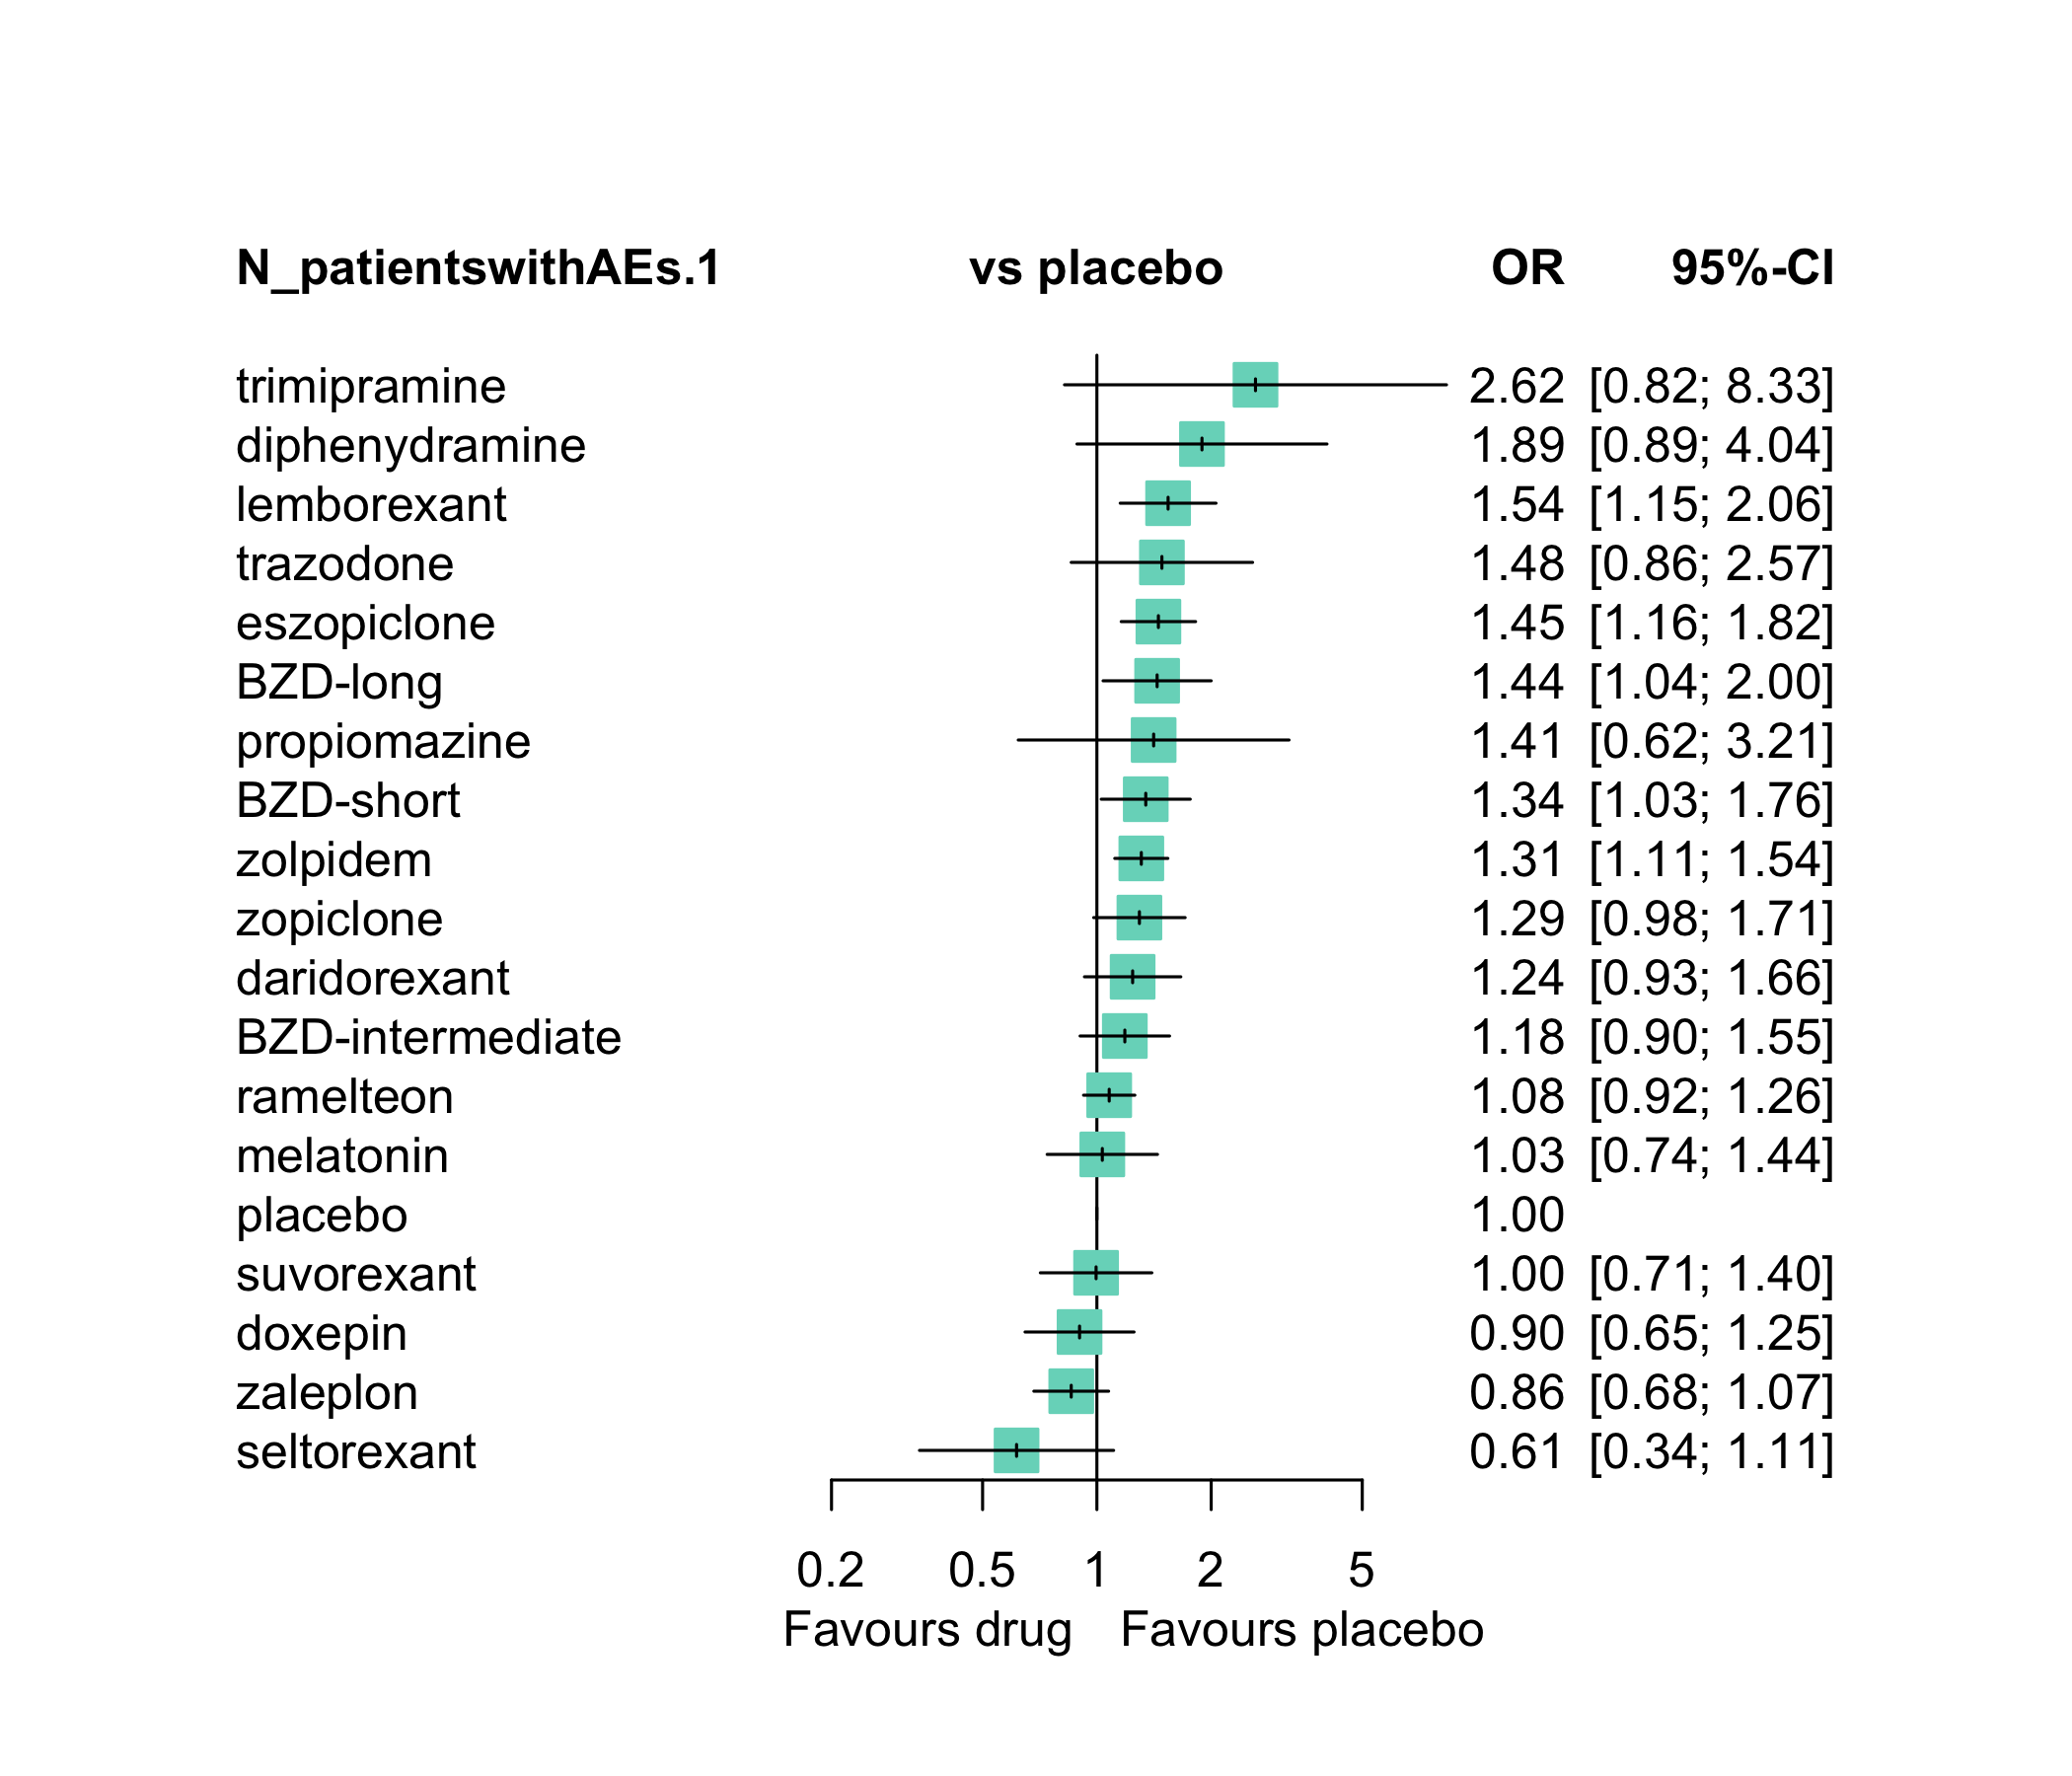 N_patientswithAEs.1 vs placebo OR 95%-CI
trimipramine 2.62 [0.82; 8.33]
diphenydramine 1.89 [0.89; 4.04]
lemborexant 1.54 [1.15; 2.06]
trazodone 1.48 [0.86; 2.57]
eszopiclone 1.45 [1.16; 1.82]
BZD-long 1.44 [1.04; 2.00]
propiomazine 1.41 [0.62; 3.21]
BZD-short 1.34 [1.03; 1.76]
zolpidem 1.31 [1.11; 1.54]
zopiclone 1.29 [0.98; 1.71]
daridorexant 1.24 [0.93; 1.66]
BZD-intermediate 1.18 [0.90; 1.55]
ramelteon 1.08 [0.92; 1.26]
melatonin 1.03 [0.74; 1.44]
placebo 1.00
suvorexant 1.00 [0.71; 1.40]
doxepin 0.90 [0.65; 1.25]
zaleplon 0.86 [0.68; 1.07]
seltorexant 0.61 [0.34; 1.11]
0.2 0.5 1 2 5
Favours drug Favours placebo